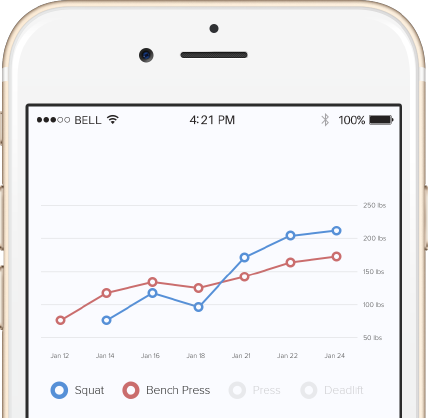 BELL 4:21 PM 100%
250 lbs
200 lbs
150 lbs
100 lbs
50 lbs
Jan 12 Jan 14 Jan 16 Jan 18 Jan 21 Jan 22 Jan 24
Squat Bench Press Press Deadlift